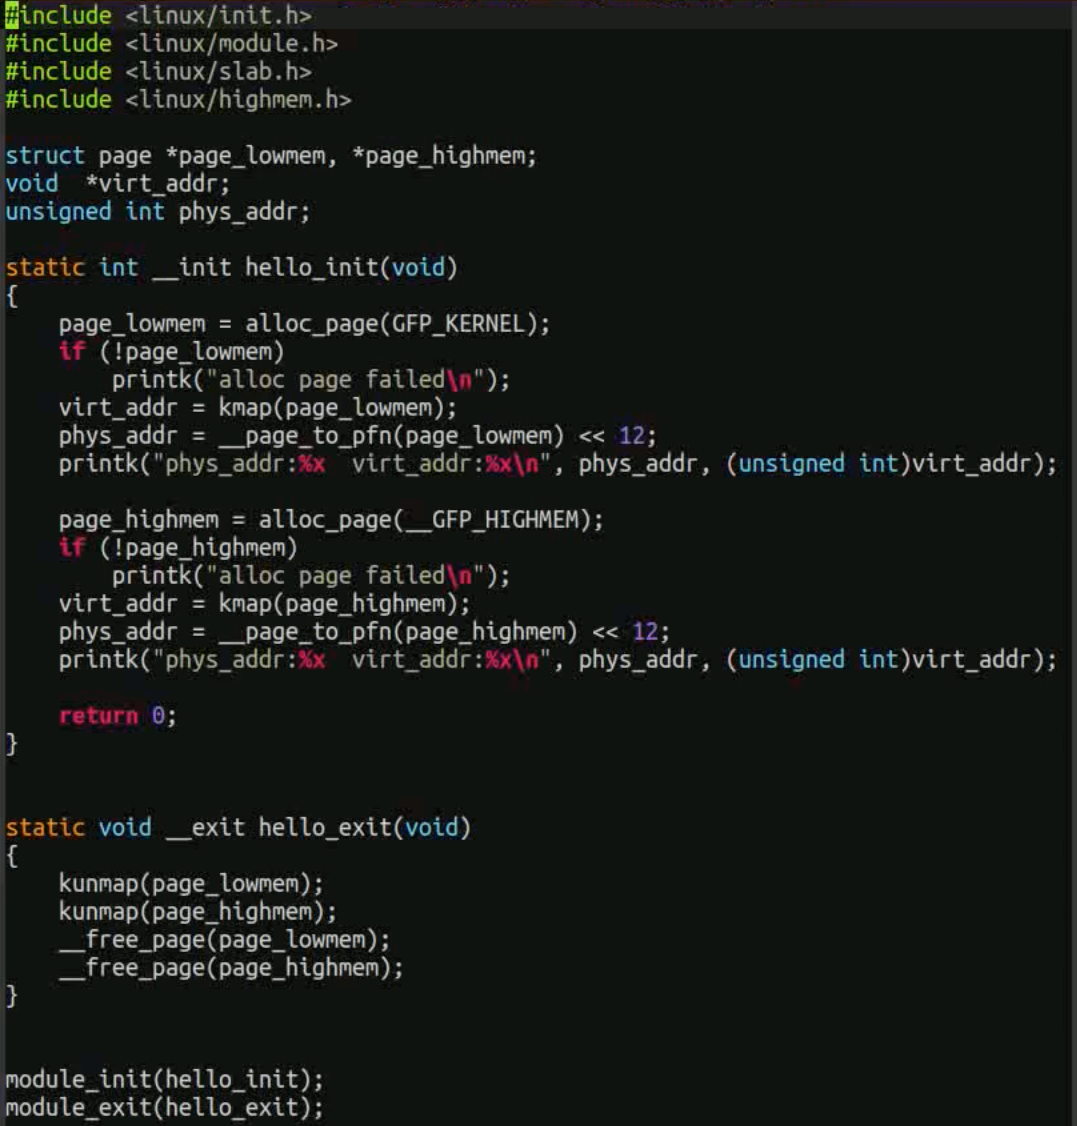 #include <linux/init.h>
#include <linux/module.h>
#include <linux/slab.h>
#include <linux/highmem.h>

struct page *page_lowmem, *page_highmem;
void  *virt_addr;
unsigned int phys_addr;

static int __init hello_init(void)
{
    page_lowmem = alloc_page(GFP_KERNEL);
    if (!page_lowmem)
        printk("alloc page failed\n");
    virt_addr = kmap(page_lowmem);
    phys_addr = __page_to_pfn(page_lowmem) << 12;
    printk("phys_addr:%x  virt_addr:%x\n", phys_addr, (unsigned int)virt_addr);

    page_highmem = alloc_page(__GFP_HIGHMEM);
    if (!page_highmem)
        printk("alloc page failed\n");
    virt_addr = kmap(page_highmem);
    phys_addr = __page_to_pfn(page_highmem) << 12;
    printk("phys_addr:%x  virt_addr:%x\n", phys_addr, (unsigned int)virt_addr);

    return 0;
}


static void __exit hello_exit(void)
{
    kunmap(page_lowmem);
    kunmap(page_highmem);
    __free_page(page_lowmem);
    __free_page(page_highmem);
}


module_init(hello_init);
module_exit(hello_exit);